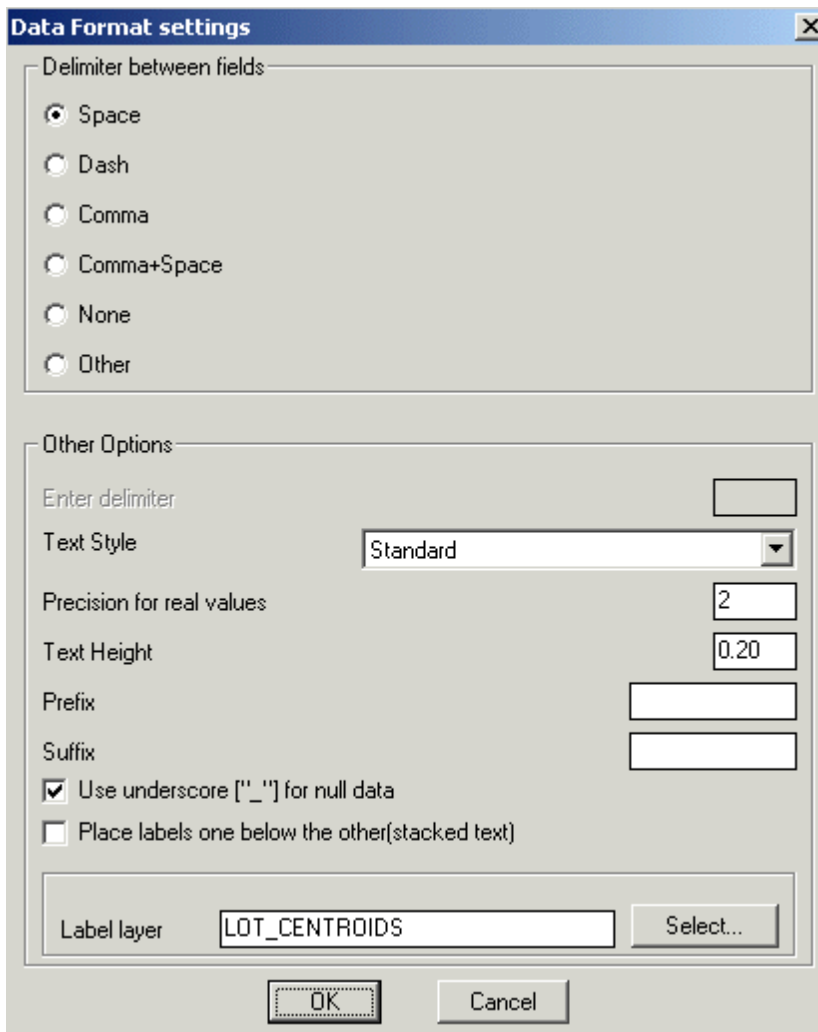 Data Format settings
Delimiter between fields
Space
Dash
Comma
Comma+Space
None
Other
Other Options
Enter delimiter
Text Style Standard
Precision for real values 2
Text Height 0.20
Prefix
Suffix
Use underscore ["_"] for null data
Place labels one below the other(stacked text)
Label layer LOT_CENTROIDS Select...
OK Cancel